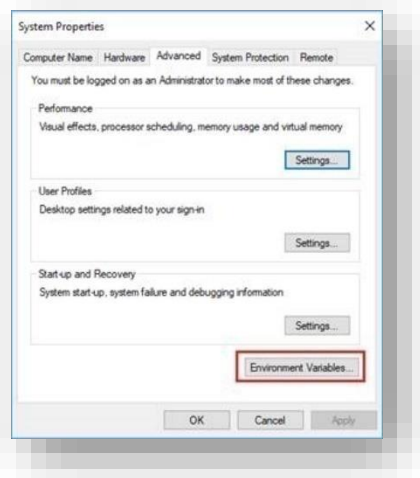 System Properties
Computer Name Hardware Advanced System Protection Remote
You must be logged on as an Administrator to make most of these changes.
Performance
Visual effects, processor scheduling, memory usage and virtual memory
Settings...
User Profiles
Desktop settings related to your sign-in
Settings...
Start-up and Recovery
System start-up, system failure and debugging information
Settings...
Environment Variables...
OK Cancel Apply